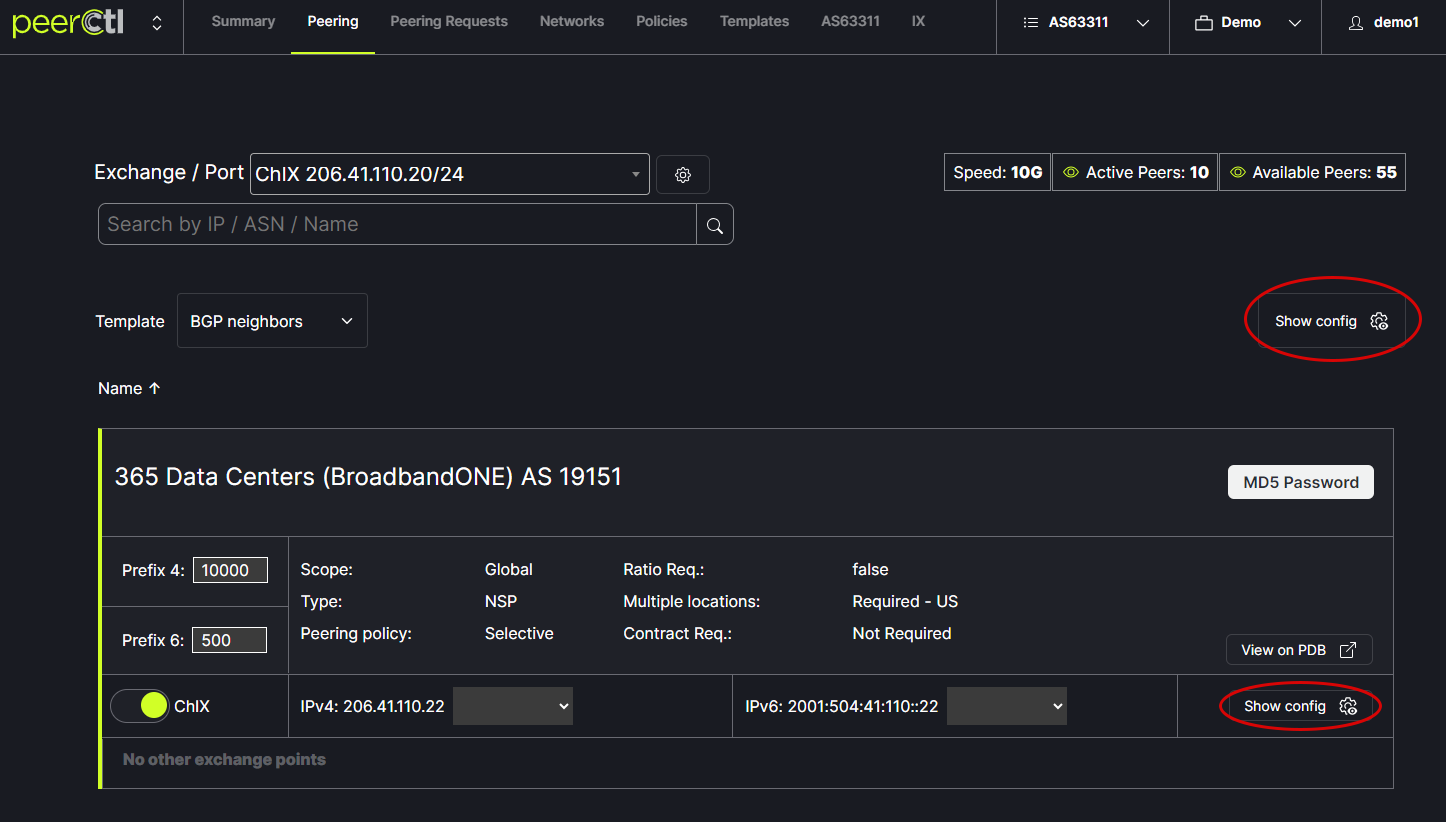 peerCtl Summary Peering Peering Requests Networks Policies Templates AS63311 IX AS63311 Demo demo1
Exchange / Port ChIX 206.41.110.20/24 Speed: 10G Active Peers: 10 Available Peers: 55
Search by IP / ASN / Name
Template BGP neighbors Show config
Name ↑
365 Data Centers (BroadbandONE) AS 19151
MD5 Password
Prefix 4: 10000
Prefix 6: 500
Scope: Global Ratio Req.: false
Type: NSP Multiple locations: Required - US
Peering policy: Selective Contract Req.: Not Required
View on PDB
ChIX IPv4: 206.41.110.22 IPv6: 2001:504:41:110::22 Show config
No other exchange points